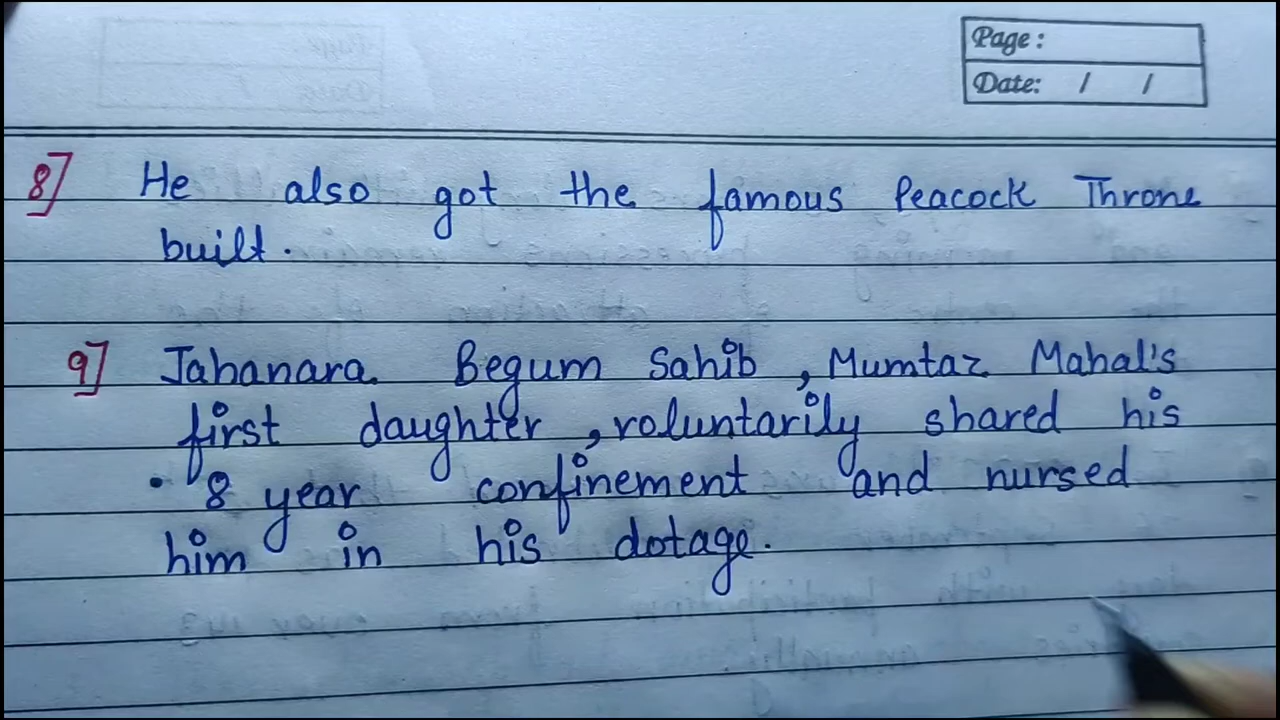 Page:
Date: / /
8] He also got the famous Peacock Throne
built.
9] Jahanara Begum Sahib, Mumtaz Mahal's
first daughter, voluntarily shared his
8 year confinement and nursed
him in his dotage.